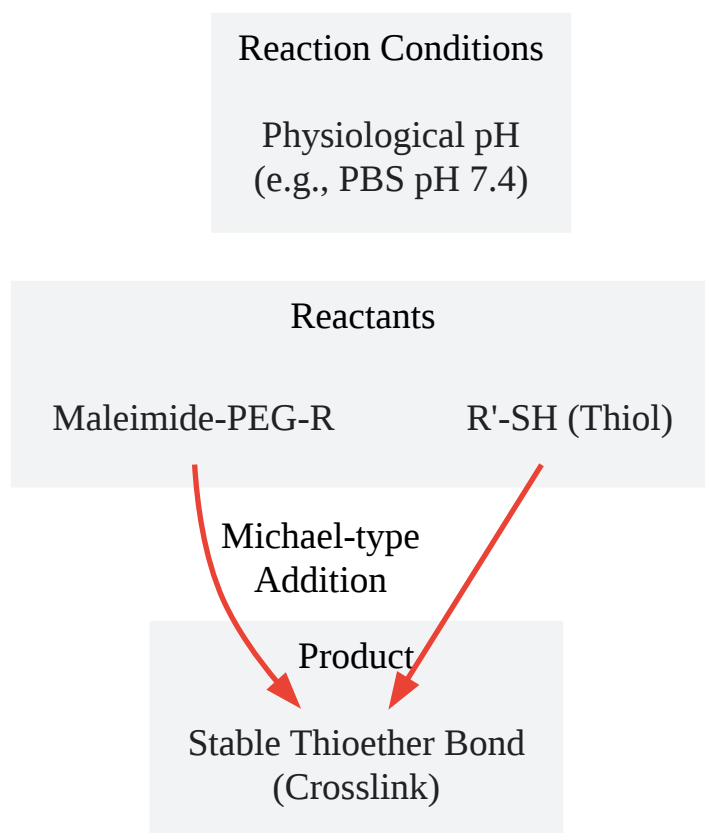 Reaction Conditions
Physiological pH
(e.g., PBS pH 7.4)
Reactants
Maleimide-PEG-R
R'-SH (Thiol)
Michael-type
Addition
Product
Stable Thioether Bond
(Crosslink)